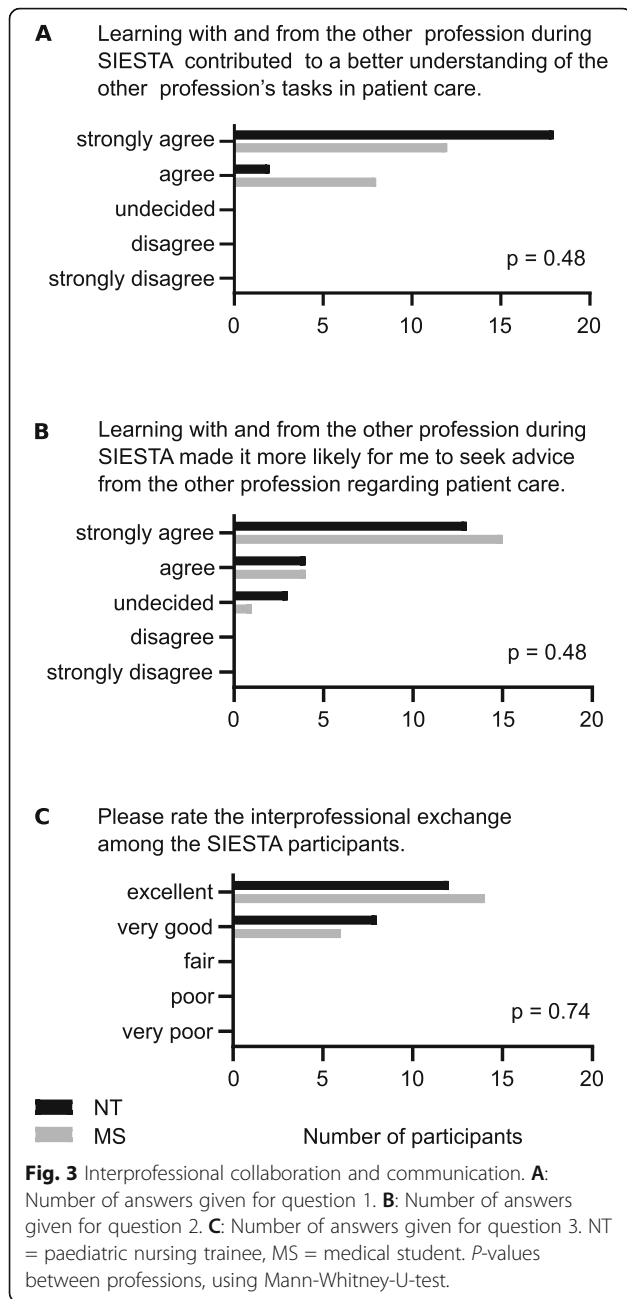 A Learning with and from the other profession during
SIESTA contributed to a better understanding of the
other profession's tasks in patient care.
strongly agree
agree
undecided
disagree
strongly disagree
p = 0.48
0 5 10 15 20
B Learning with and from the other profession during
SIESTA made it more likely for me to seek advice
from the other profession regarding patient care.
strongly agree
agree
undecided
disagree
strongly disagree
p = 0.48
0 5 10 15 20
C Please rate the interprofessional exchange
among the SIESTA participants.
excellent
very good
fair
poor
very poor
p = 0.74
0 5 10 15 20
NT
MS
Number of participants
Fig. 3 Interprofessional collaboration and communication. A:
Number of answers given for question 1. B: Number of answers
given for question 2. C: Number of answers given for question 3. NT
= paediatric nursing trainee, MS = medical student. P-values
between professions, using Mann-Whitney-U-test.